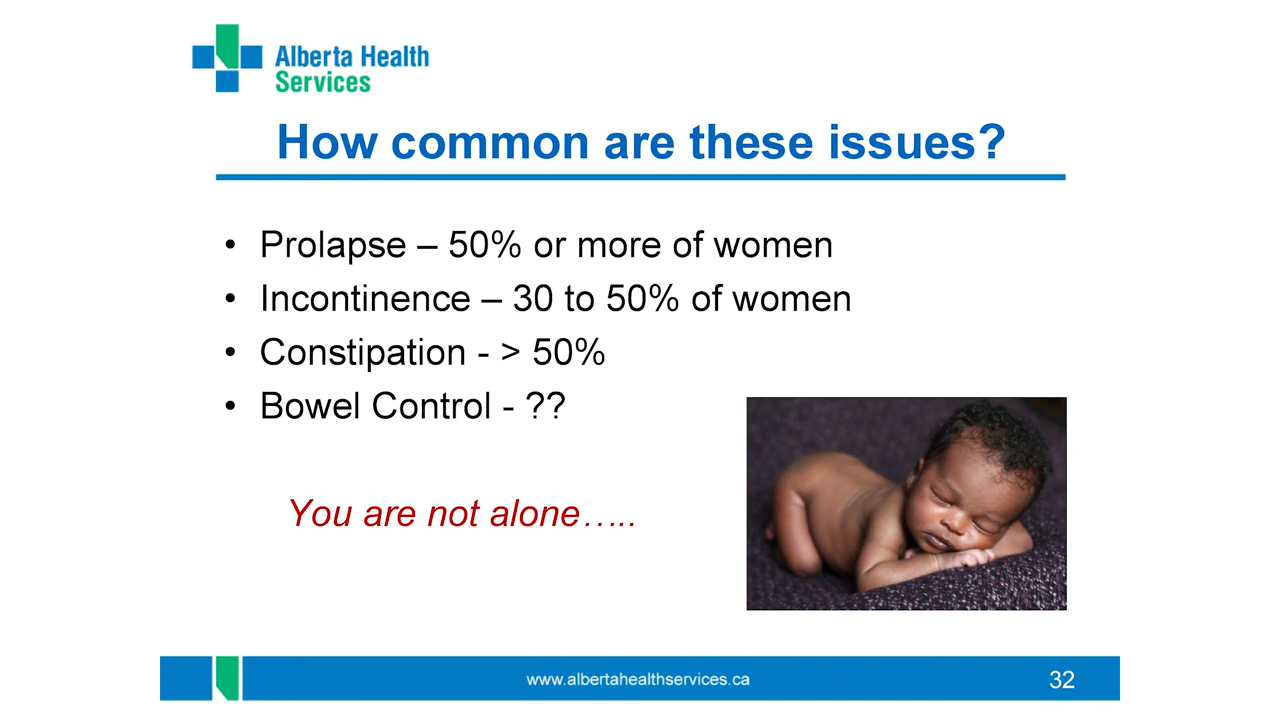 Alberta Health
Services
How common are these issues?
• Prolapse – 50% or more of women
• Incontinence – 30 to 50% of women
• Constipation - > 50%
• Bowel Control - ??
You are not alone…..
www.albertahealthservices.ca
32